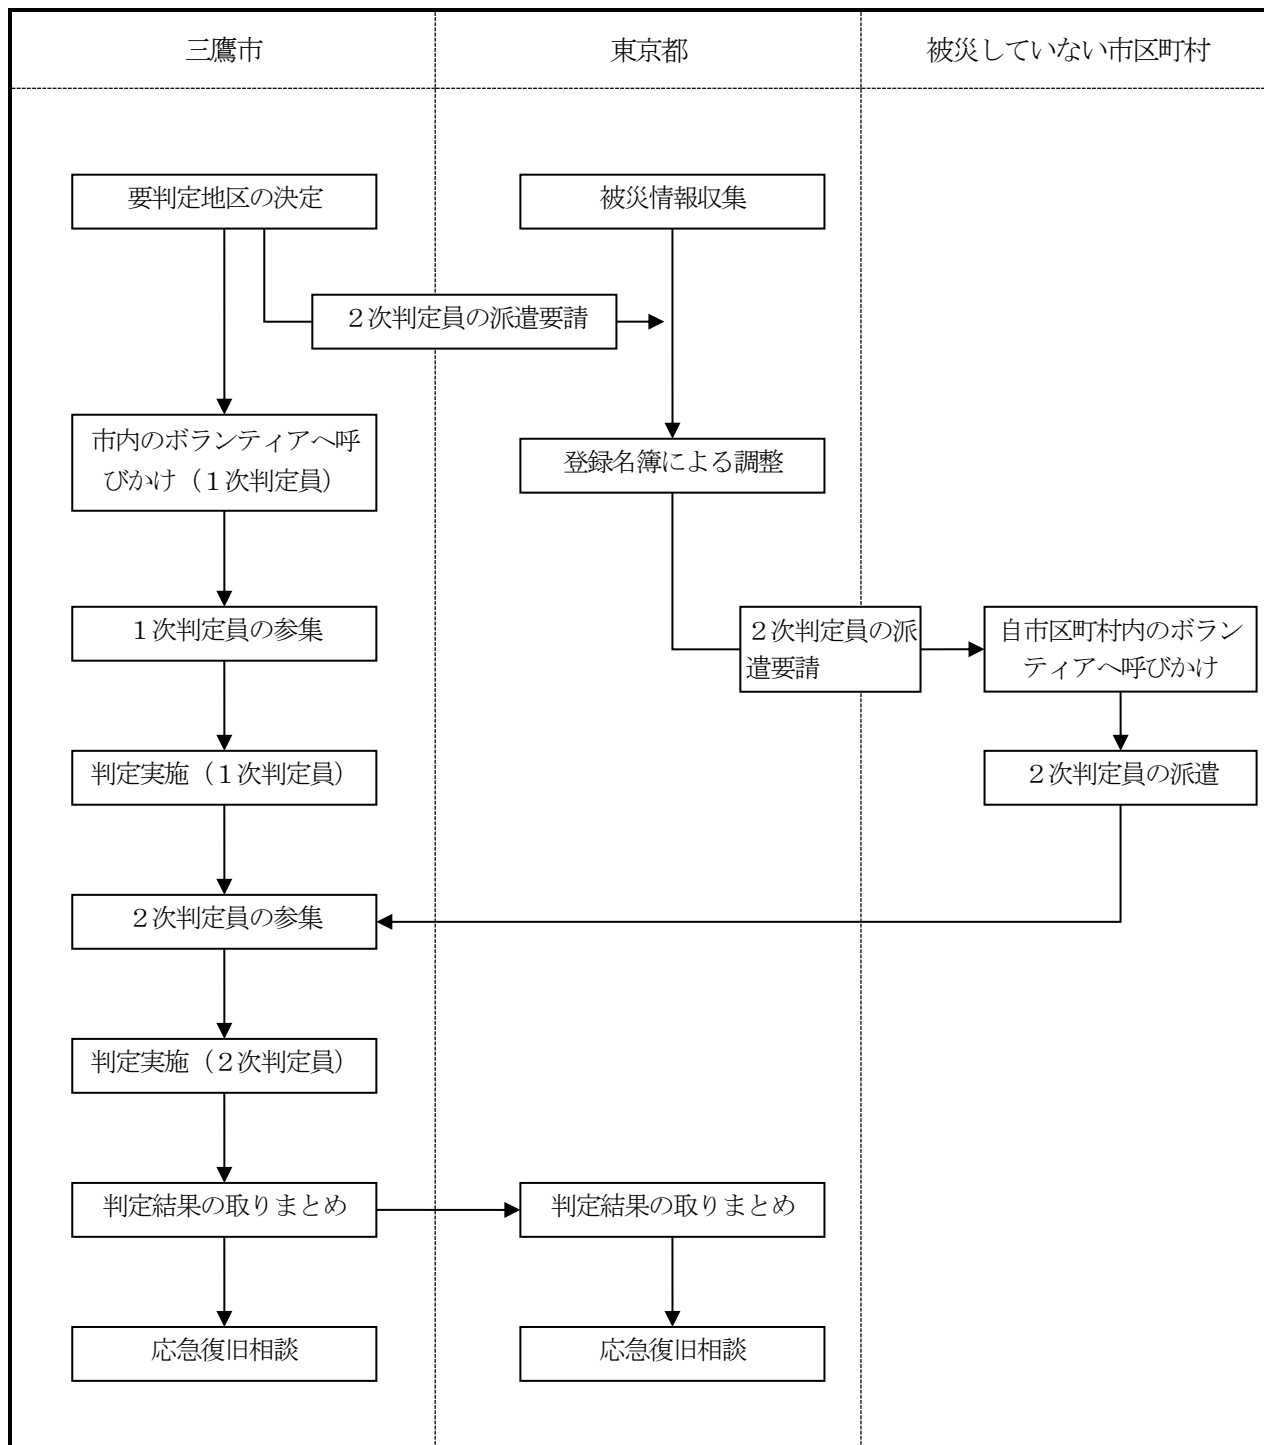 三鷹市
東京都
被災していない市区町村
要判定地区の決定
被災情報収集
２次判定員の派遣要請
市内のボランティアへ呼
びかけ（１次判定員）
登録名簿による調整
１次判定員の参集
２次判定員の派
遣要請
自市区町村内のボラン
ティアへ呼びかけ
判定実施（１次判定員）
２次判定員の派遣
２次判定員の参集
判定実施（２次判定員）
判定結果の取りまとめ
判定結果の取りまとめ
応急復旧相談
応急復旧相談